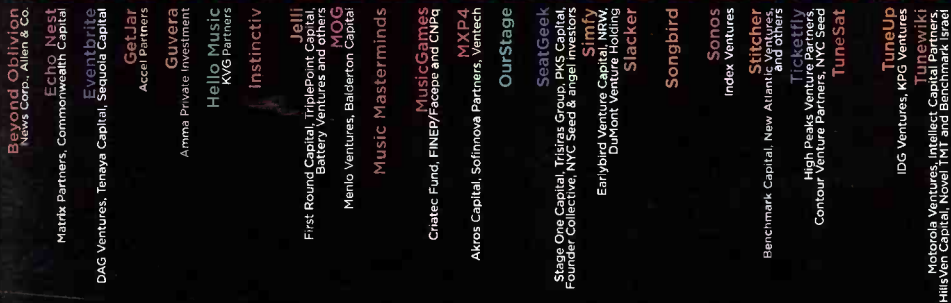 Beyond Oblivion
News Corp., Allen & Co.
Echo Nest
Matrix Partners, Commonwealth Capital
Eventbrite
DAG Ventures, Tenaya Capital, Sequoia Capital
GetJar
Accel Partners
Guvera
Amma Private Investment
Hello Music
KVG Partners
Instinctiv
Jelli
First Round Capital, TriplePoint Capital,
Battery Ventures and others
MOG
Menlo Ventures, Balderton Capital
Music Masterminds
MusicGames
Criatec Fund, FINEP/Facepe and CNPq
MXP4
Akros Capital, Sofinnova Partners, Ventech
OurStage
SeatGeek
Stage One Capital, Trisiras Group, PKS Capital,
Founder Collective, NYC Seed & angel investors
Simfy
Earlybird Venture Capital, NRW,
DuMont Venture Holding
Slacker
Songbird
Sonos
Index Ventures
Stitcher
Benchmark Capital, New Atlantic Ventures,
and others
Ticketfly
High Peaks Venture Partners,
Contour Venture Partners, NYC Seed
TuneSat
TuneUp
IDG Ventures, KPG Ventures
Tunewiki
Motorola Ventures, Intellect Capital Partners,
HillsVen Capital, Novel TMT and Benchmark Israel